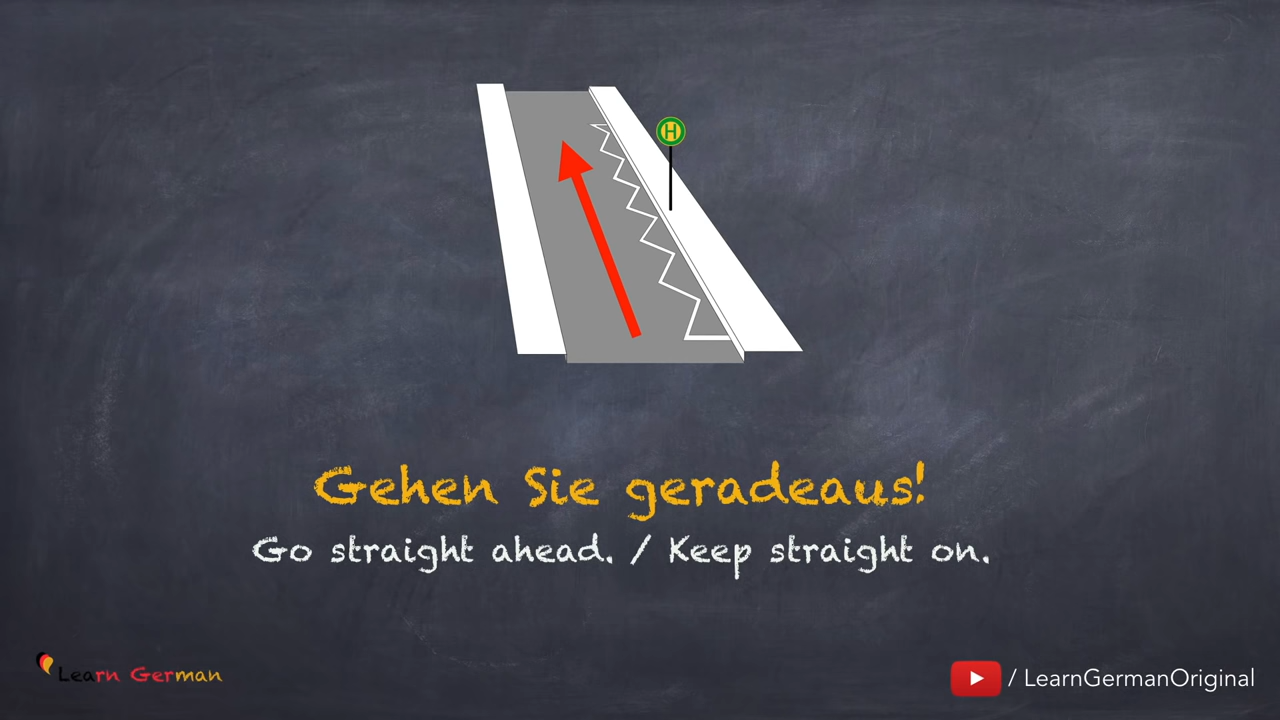 H
Gehen Sie geradeaus!
Go straight ahead. / Keep straight on.
Learn German
/ LearnGermanOriginal